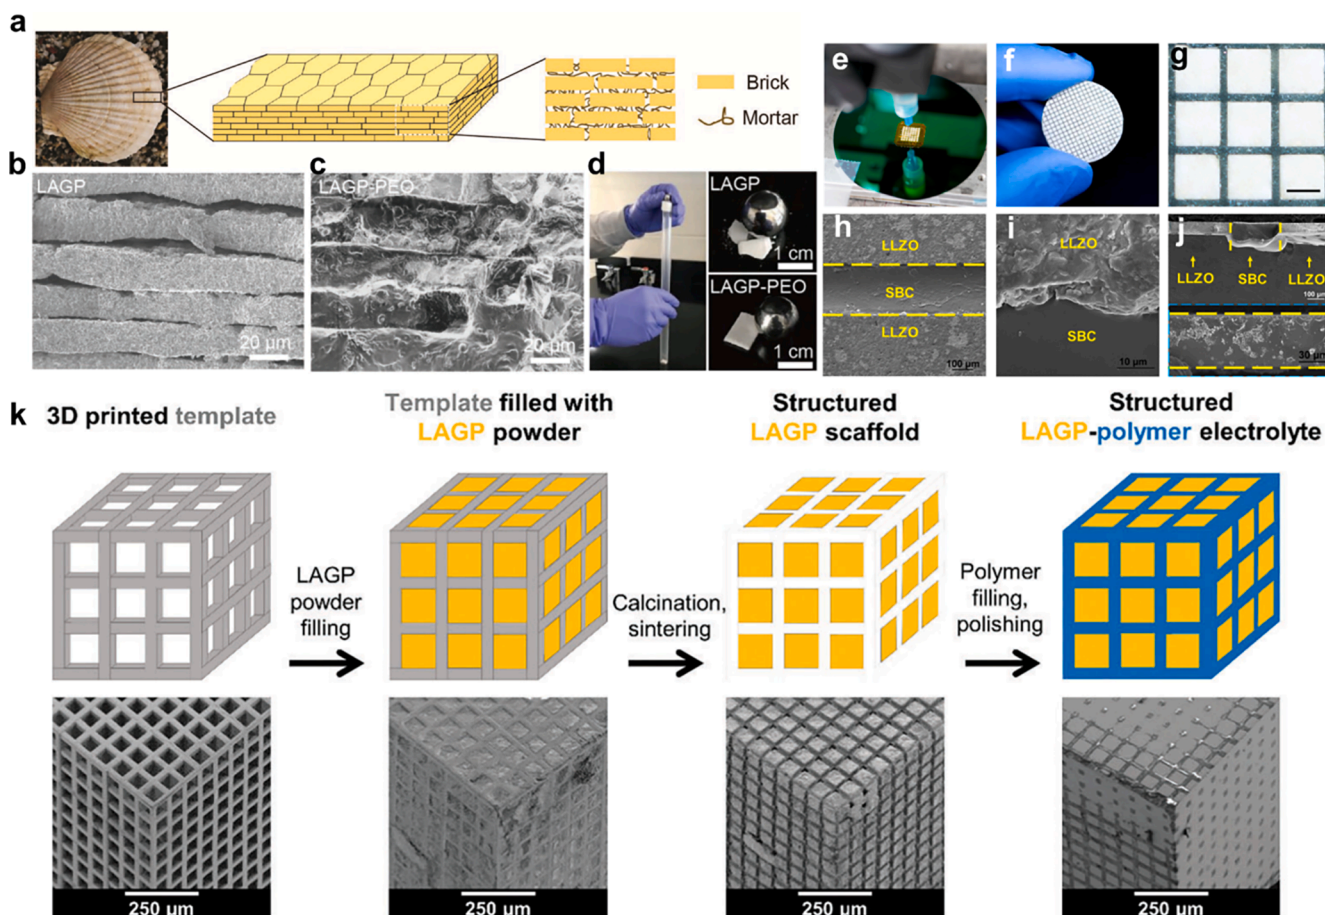 a
Brick
Mortar
b
LAGP
20 μm
c
LAGP-PEO
20 μm
d
LAGP
1 cm
LAGP-PEO
1 cm
e
f
g
h
LLZO
SBC
LLZO
100 μm
i
LLZO
SBC
10 μm
j
LLZO
SBC
LLZO
100 μm
30 μm
k
3D printed template
Template filled with
LAGP powder
Structured
LAGP scaffold
Structured
LAGP-polymer electrolyte
LAGP
powder
filling
Calcination,
sintering
Polymer
filling,
polishing
250 μm
250 μm
250 μm
250 μm